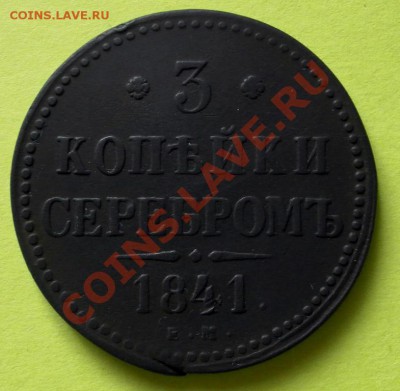 COINS.LAVE.RU
COINS.LAVE.RU
3
КОПѢЙКИ
СЕРЕБРОМЪ
1841.
Е.М.